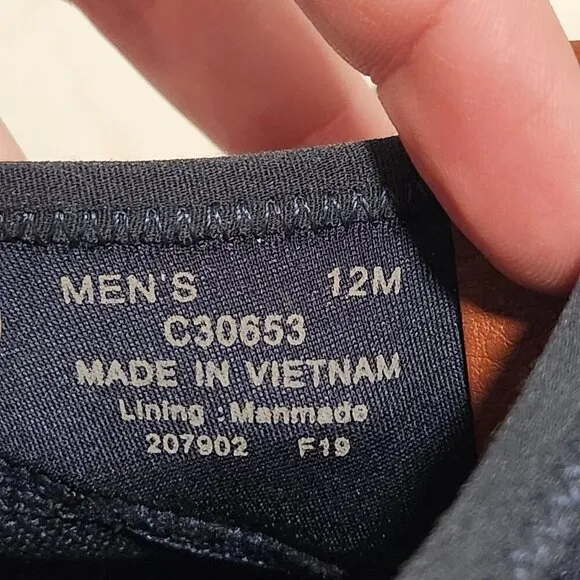 MEN'S 12M
C30653
MADE IN VIETNAM
Lining : Manmade
207902 F19